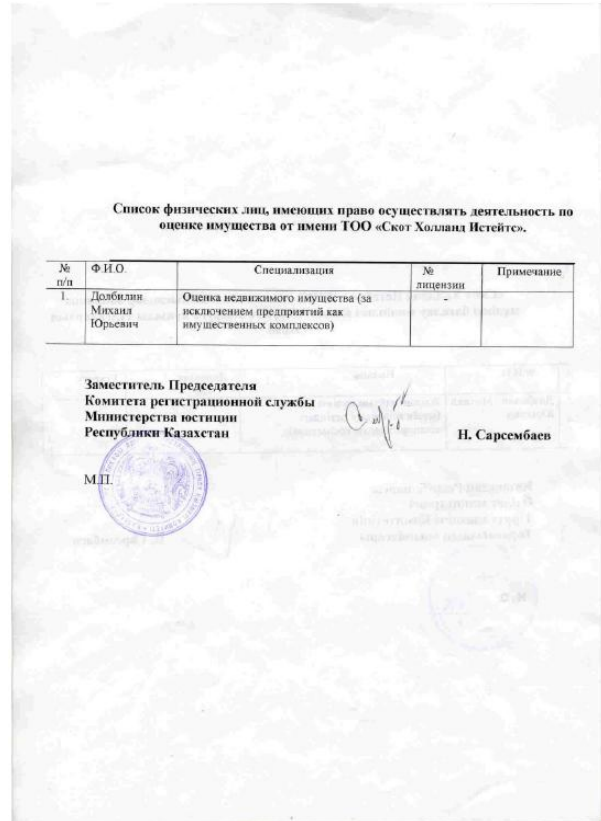 Список физических лиц, имеющих право осуществлять деятельность по
оценке имущества от имени ТОО «Скот Холланд Истейтс».
№ п/п Ф.И.О. Специализация № лицензии Примечание
1. Долбилин Михаил Юрьевич Оценка недвижимого имущества (за исключением предприятий как имущественных комплексов) -
Заместитель Председателя
Комитета регистрационной службы
Министерства юстиции
Республики Казахстан Н. Сарсембаев
М.П.